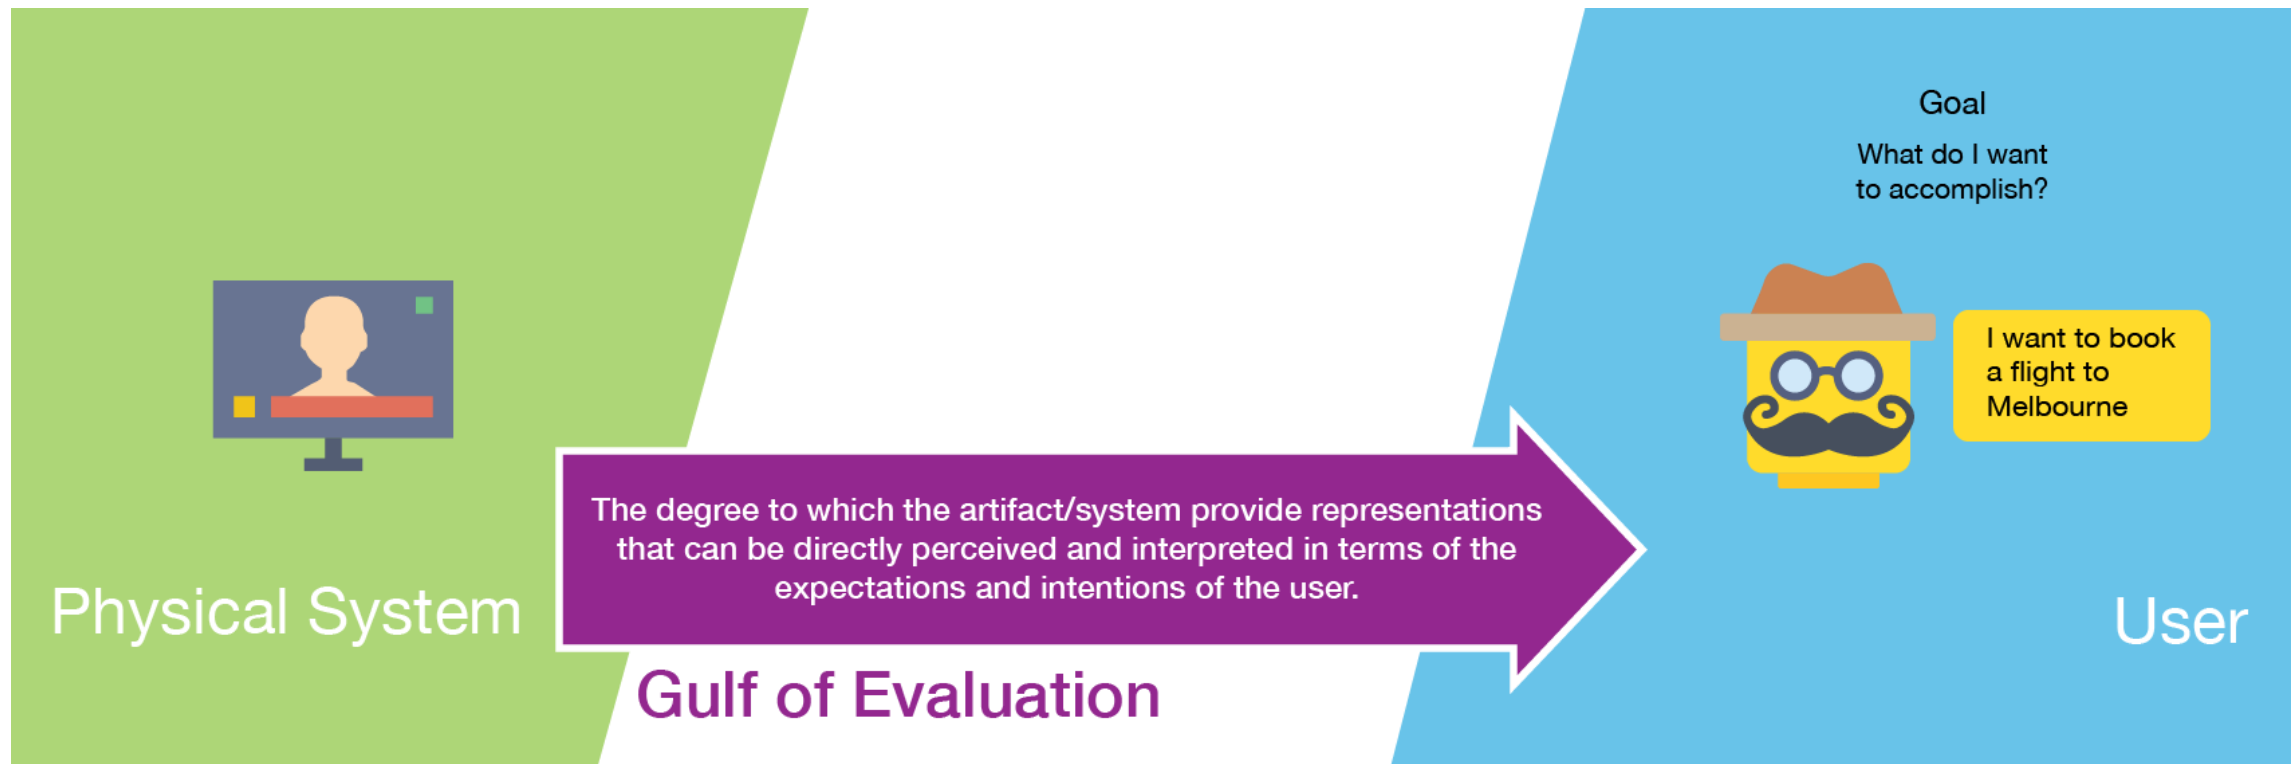 Goal
What do I want
to accomplish?
I want to book
a flight to
Melbourne
The degree to which the artifact/system provide representations
that can be directly perceived and interpreted in terms of the
expectations and intentions of the user.
Physical System
User
Gulf of Evaluation